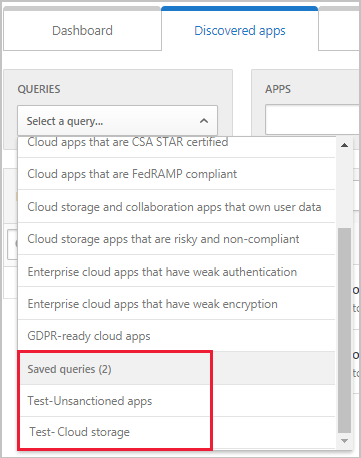 Dashboard
Discovered apps
QUERIES
APPS
Select a query...
Cloud apps that are CSA STAR certified
Cloud apps that are FedRAMP compliant
Cloud storage and collaboration apps that own user data
Cloud storage apps that are risky and non-compliant
Enterprise cloud apps that have weak authentication
Enterprise cloud apps that have weak encryption
GDPR-ready cloud apps
Saved queries (2)
Test-Unsanctioned apps
Test- Cloud storage